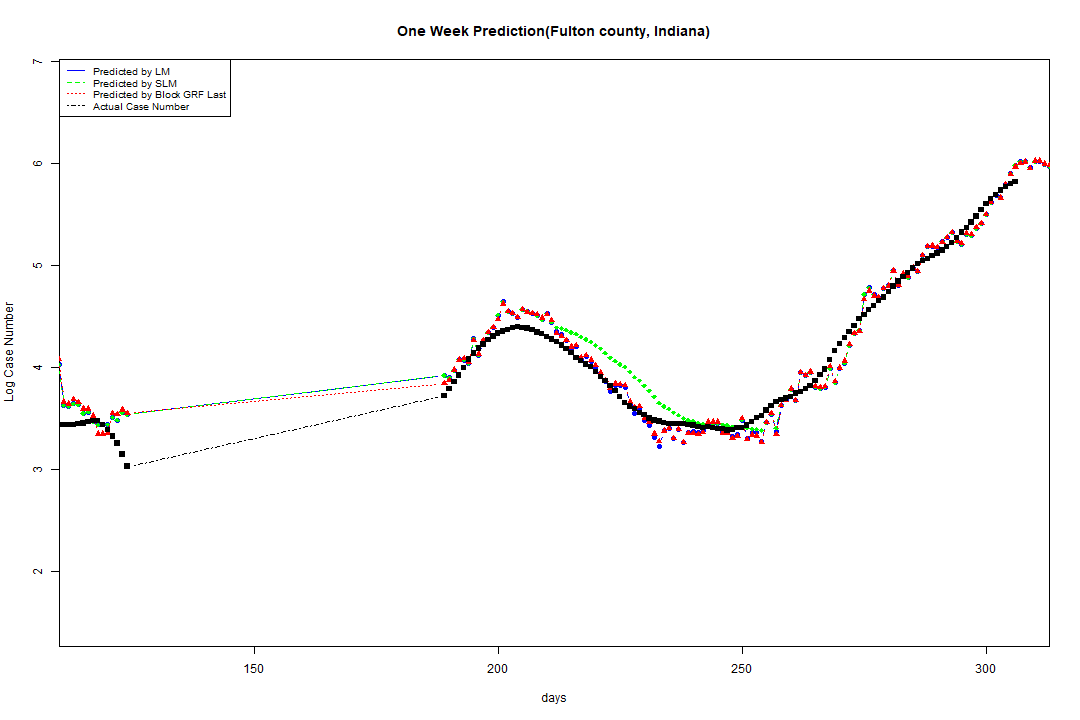 One Week Prediction(Fulton county, Indiana)
Predicted by LM
Predicted by SLM
Predicted by Block GRF Last
Actual Case Number
Log Case Number
7
6
5
4
3
2
150 200 250 300
days